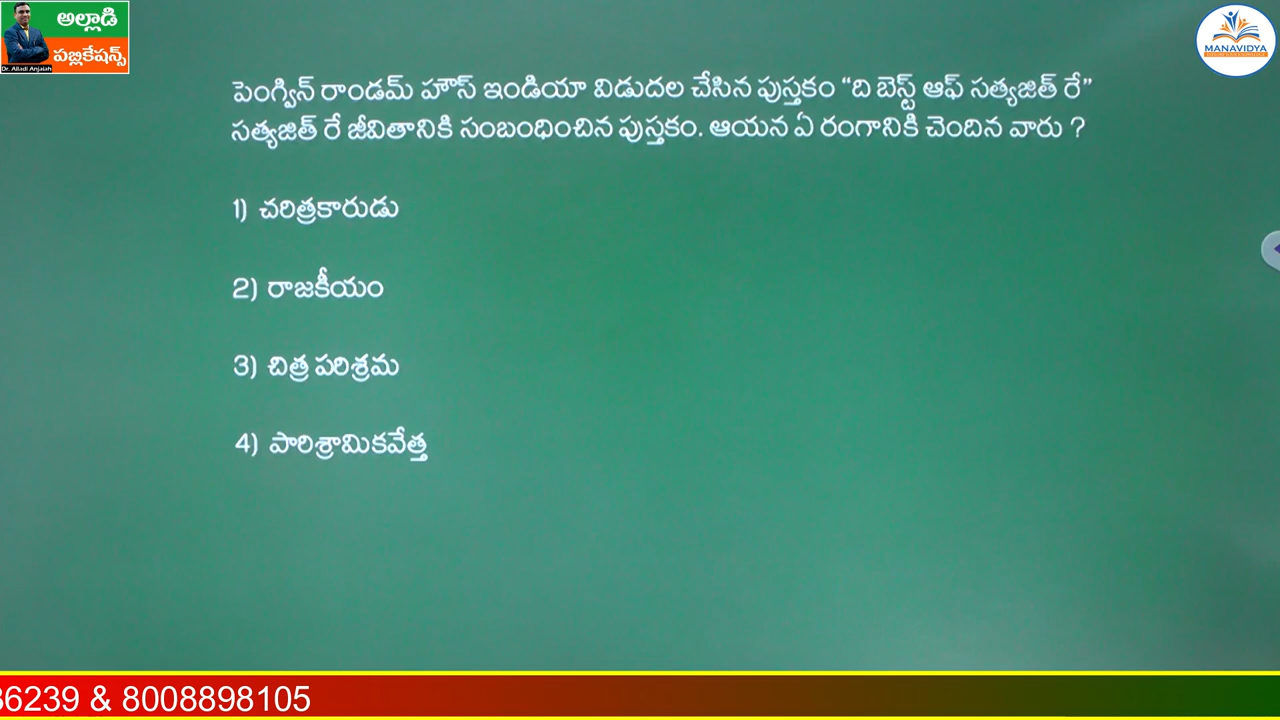 అల్లాడి
పబ్లికేషన్స్
Dr. Alladi Anjaiah
MANAVIDYA
పెంగ్విన్ రాండమ్ హౌస్ ఇండియా విడుదల చేసిన పుస్తకం “ది బెస్ట్ ఆఫ్ సత్యజిత్ రే”
సత్యజిత్ రే జీవితానికి సంబంధించిన పుస్తకం. ఆయన ఏ రంగానికి చెందిన వారు ?
1) చరిత్రకారుడు
2) రాజకీయం
3) చిత్ర పరిశ్రమ
4) పారిశ్రామికవేత్త
36239 & 8008898105